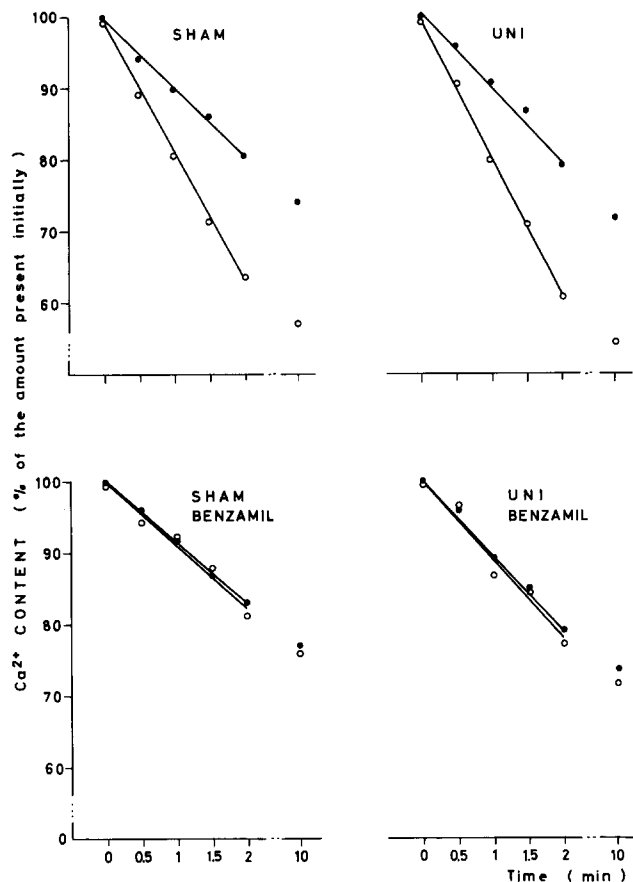 Ca²⁺ CONTENT (% of the amount present initially)
100
90
80
70
60
SHAM
UNI
100
90
80
70
60
0
SHAM
BENZAMIL
UNI
BENZAMIL
0 0.5 1 1.5 2 10
0 0.5 1 1.5 2 10
Time (min)